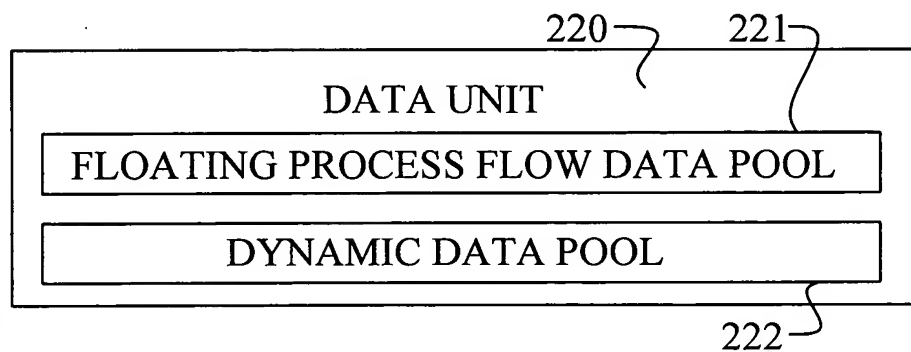 220 221
DATA UNIT
FLOATING PROCESS FLOW DATA POOL
DYNAMIC DATA POOL
222